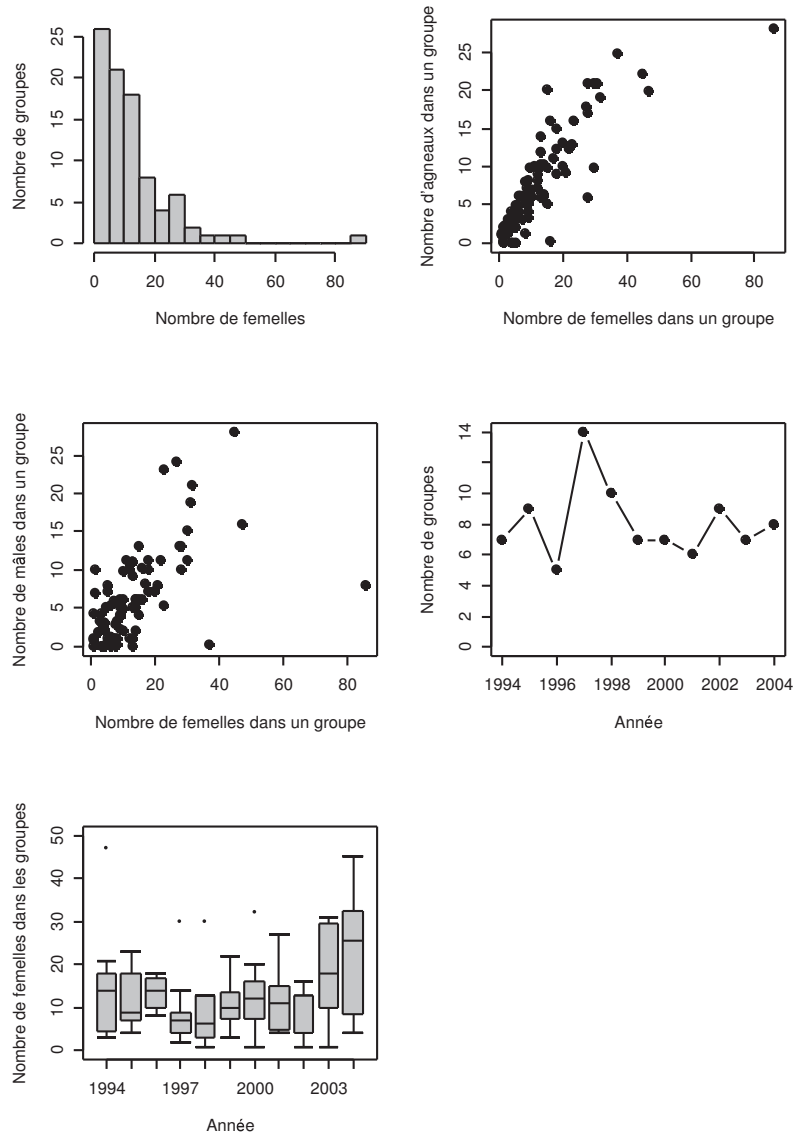 Nombre de groupes
25
20
15
10
5
0
0 20 40 60 80
Nombre de femelles
Nombre d'agneaux dans un groupe
25
20
15
10
5
0
0 20 40 60 80
Nombre de femelles dans un groupe
Nombre de mâles dans un groupe
25
20
15
10
5
0
0 20 40 60 80
Nombre de femelles dans un groupe
Nombre de groupes
14
10
8
6
4
2
0
1994 1996 1998 2000 2002 2004
Année
Nombre de femelles dans les groupes
50
40
30
20
10
0
1994 1997 2000 2003
Année